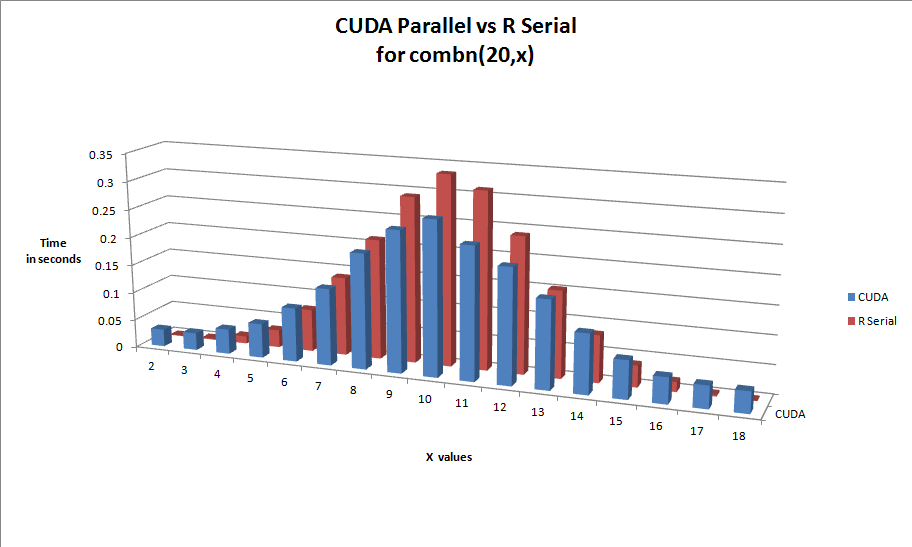 CUDA Parallel vs R Serial
for combn(20,x)
0.35
0.3
0.25
0.2
0.15
0.1
0.05
0
Time
in seconds
2 3 4 5 6 7 8 9 10 11 12 13 14 15 16 17 18
CUDA
X values
CUDA
R Serial